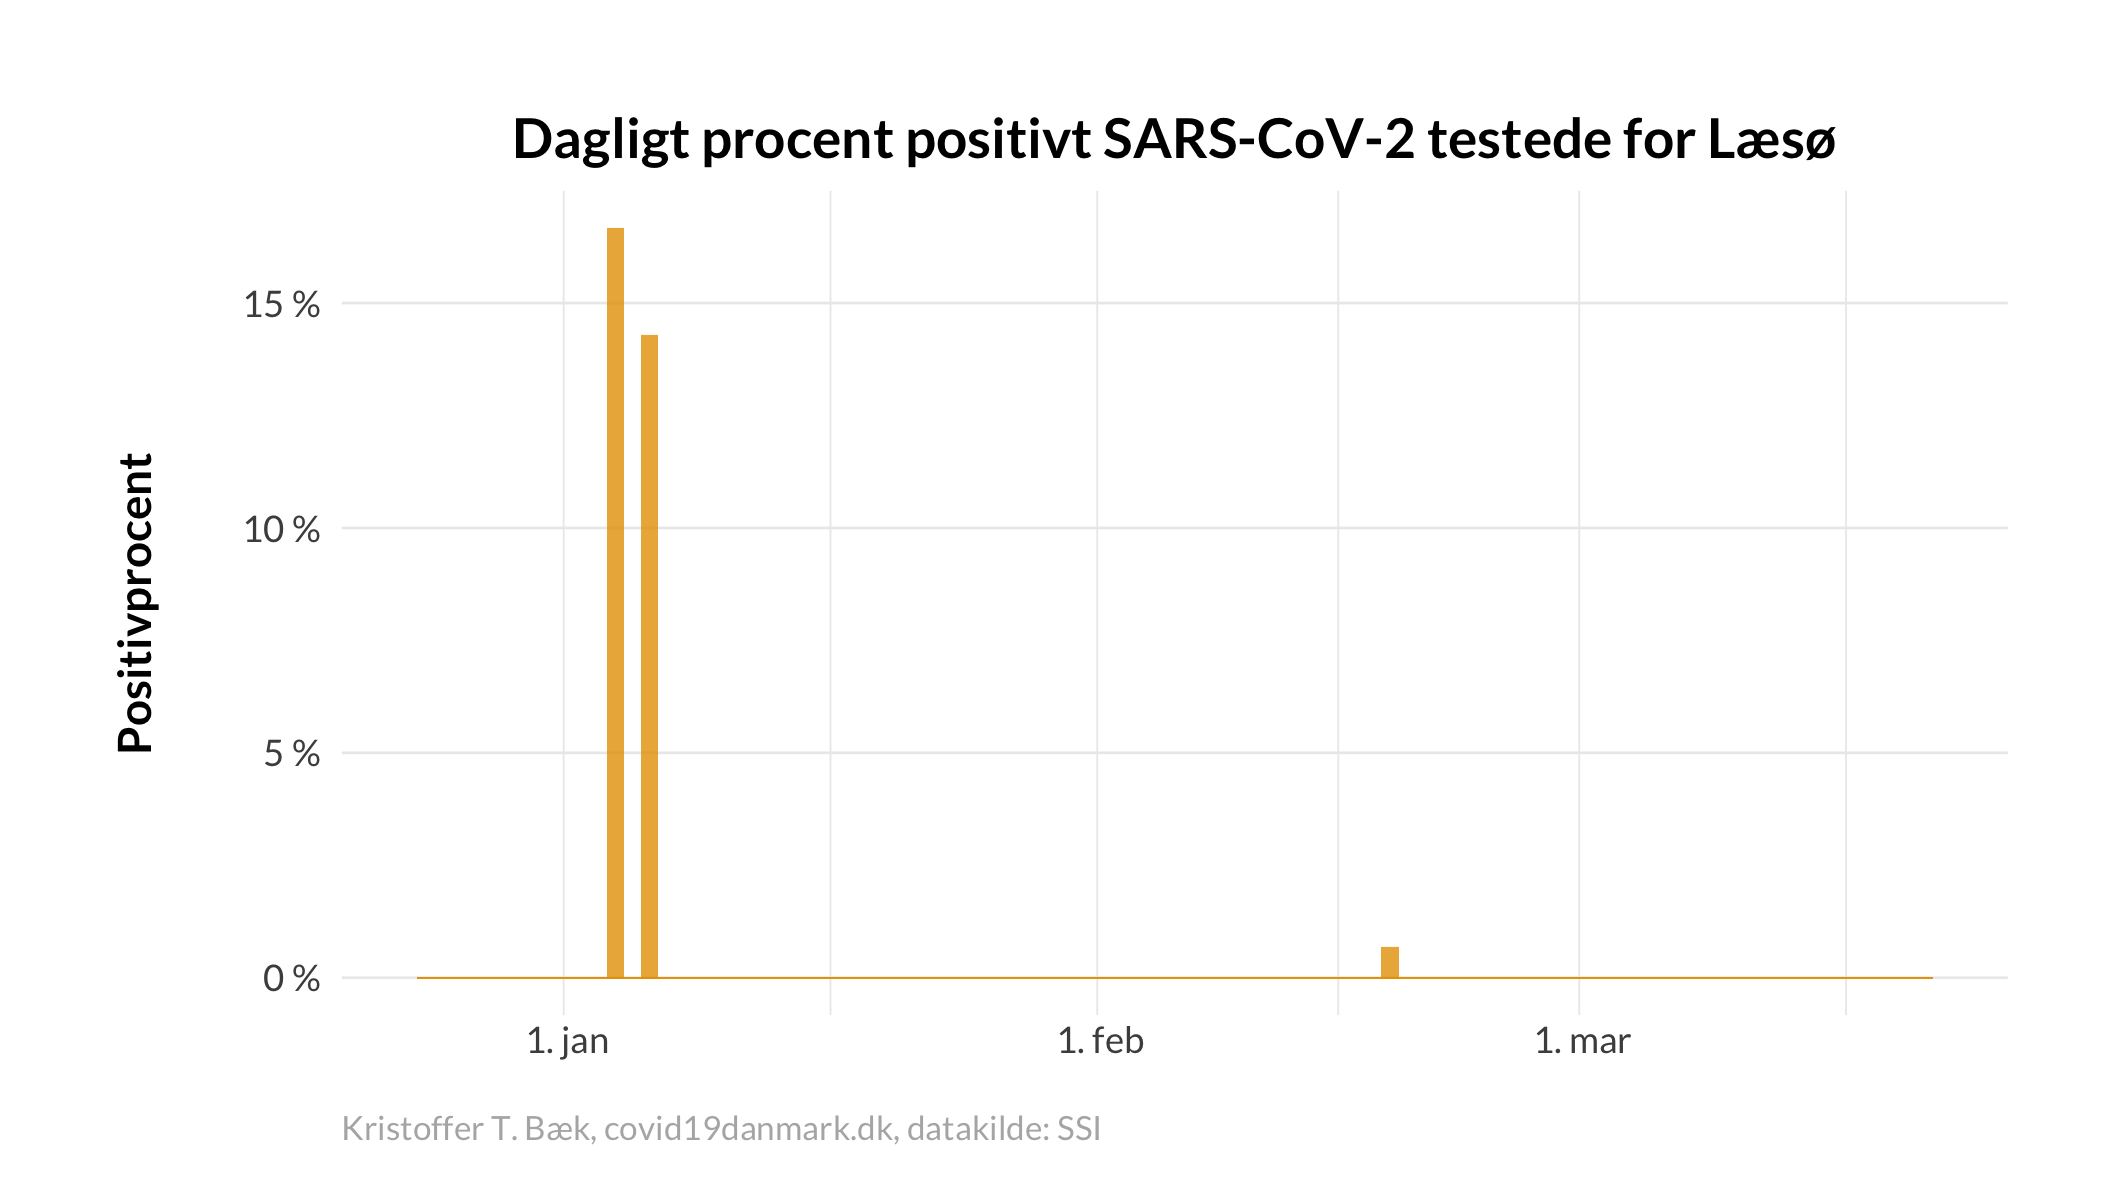 Dagligt procent positivt SARS-CoV-2 testede for Læsø
Positivprocent
15 %
10 %
5 %
0 %
1. jan
1. feb
1. mar
Kristoffer T. Bæk, covid19danmark.dk, datakilde: SSI